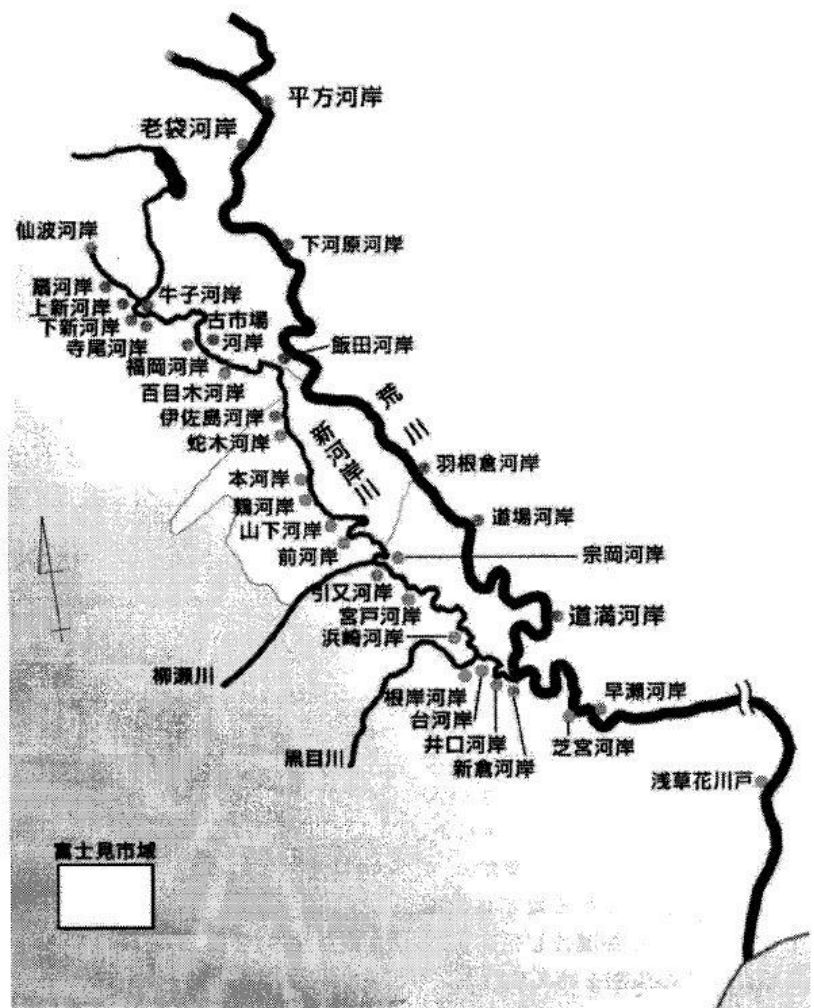 平方河岸
老袋河岸
仙波河岸
下河原河岸
扇河岸
上新河岸
牛子河岸
下新河岸
古市場
河岸
寺尾河岸
飯田河岸
福岡河岸
百目木河岸
荒川
伊佐島河岸
蛇木河岸
新河岸川
羽根倉河岸
本河岸
鶉河岸
道場河岸
山下河岸
前河岸
宗岡河岸
引又河岸
宮戸河岸
道満河岸
浜崎河岸
柳瀬川
根岸河岸
台河岸
早瀬河岸
井口河岸
芝宮河岸
新倉河岸
黒目川
浅草花川戸
富士見市域